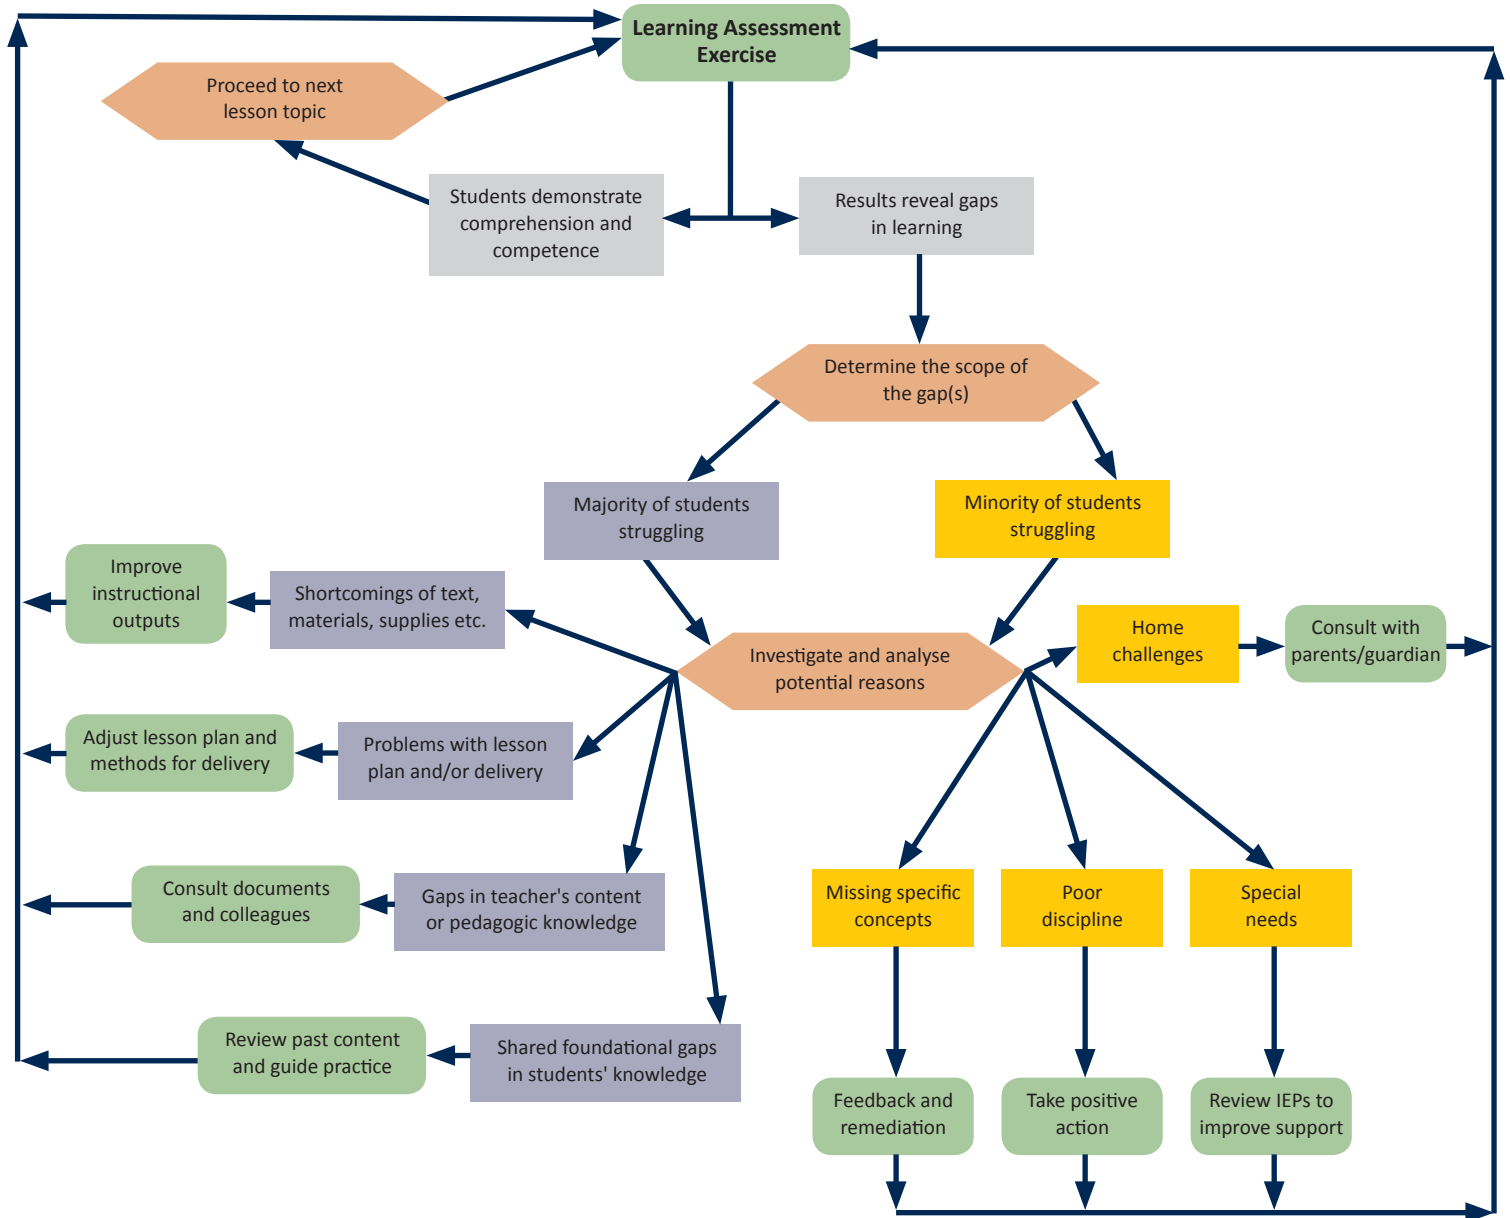 Learning Assessment
Exercise
Proceed to next
lesson topic
Students demonstrate
comprehension and
competence
Results reveal gaps
in learning
Determine the scope of
the gap(s)
Majority of students
struggling
Minority of students
struggling
Improve
instructional
outputs
Shortcomings of text,
materials, supplies etc.
Investigate and analyse
potential reasons
Home
challenges
Consult with
parents/guardian
Adjust lesson plan and
methods for delivery
Problems with lesson
plan and/or delivery
Consult documents
and colleagues
Gaps in teacher's content
or pedagogic knowledge
Missing specific
concepts
Poor
discipline
Special
needs
Review past content
and guide practice
Shared foundational gaps
in students' knowledge
Feedback and
remediation
Take positive
action
Review IEPs to
improve support